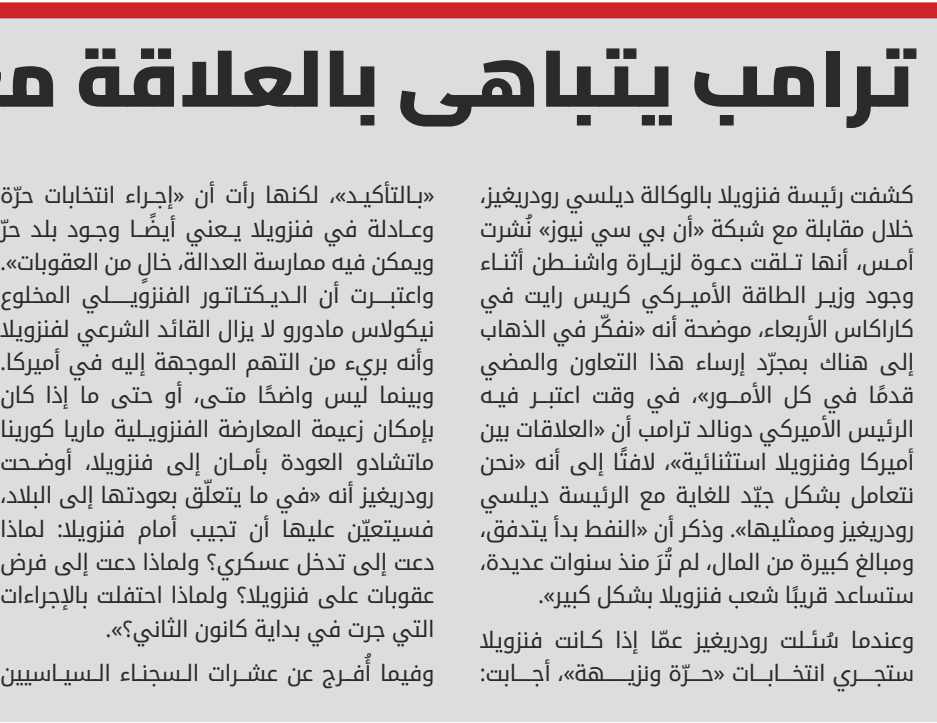 ترامب يتباهى بالعلاقة
كشفت رئيسة فنزويلا بالوكالة ديلسي رودريغيز،
خلال مقابلة مع شبكة «أن بي سي نيوز» نُشرت
أمس، أنها تلقت دعوة لزيارة واشنطن أثناء
وجود وزير الطاقة الأميركي كريس رايت في
كاراكاس الأربعاء، موضحة أنه «نفكّر في الذهاب
إلى هناك بمجرّد إرساء هذا التعاون والمضي
قدمًا في كل الأمور»، في وقت اعتبر فيه
الرئيس الأميركي دونالد ترامب أن «العلاقات بين
أميركا وفنزويلا استثنائية»، لافتًا إلى أنه «نحن
نتعامل بشكل جيّد للغاية مع الرئيسة ديلسي
رودريغيز وممثليها». وذكر أن «النفط بدأ يتدفق،
ومبالغ كبيرة من المال، لم تُرَ منذ سنوات عديدة،
ستساعد قريبًا شعب فنزويلا بشكل كبير».
وعندما سُئلت رودريغيز عمّا إذا كانت فنزويلا
ستجري انتخابات «حرّة ونزيهة»، أجابت:
«بالتأكيد»، لكنها رأت أن «إجراء انتخابات حرّة
وعادلة في فنزويلا يعني أيضًا وجود بلد حرّ
ويمكن فيه ممارسة العدالة، خالٍ من العقوبات».
واعتبرت أن الديكتاتور الفنزويلي المخلوع
نيكولاس مادورو لا يزال القائد الشرعي لفنزويلا
وأنه بريء من التهم الموجهة إليه في أميركا.
وبينما ليس واضحًا متى، أو حتى ما إذا كان
بإمكان زعيمة المعارضة الفنزويلية ماريا كورينا
ماتشادو العودة بأمان إلى فنزويلا، أوضحت
رودريغيز أنه «في ما يتعلّق بعودتها إلى البلاد،
فسيتعيّن عليها أن تجيب أمام فنزويلا: لماذا
دعت إلى تدخل عسكري؟ ولماذا دعت إلى فرض
عقوبات على فنزويلا؟ ولماذا احتفلت بالإجراءات
التي جرت في بداية كانون الثاني؟».
وفيما أُفرج عن عشرات السجناء السياسيين